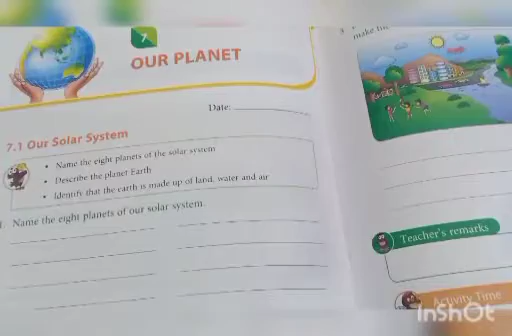 7
OUR PLANET
Date:
7.1 Our Solar System
• Name the eight planets of the solar system
• Describe the planet Earth
• Identify that the earth is made up of land, water and air
1. Name the eight planets of our solar system.
3.
make
Teacher's remarks
Activity Time
InShOt